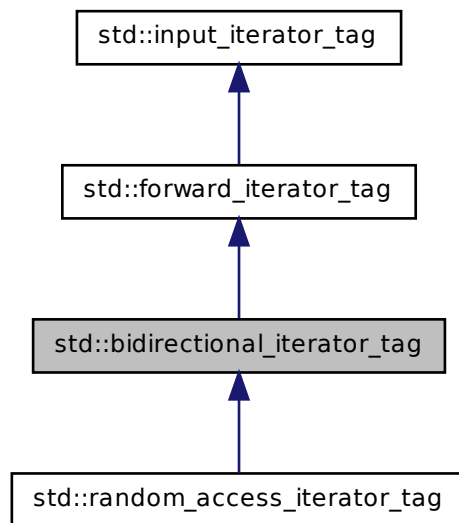 std::input_iterator_tag
std::forward_iterator_tag
std::bidirectional_iterator_tag
std::random_access_iterator_tag